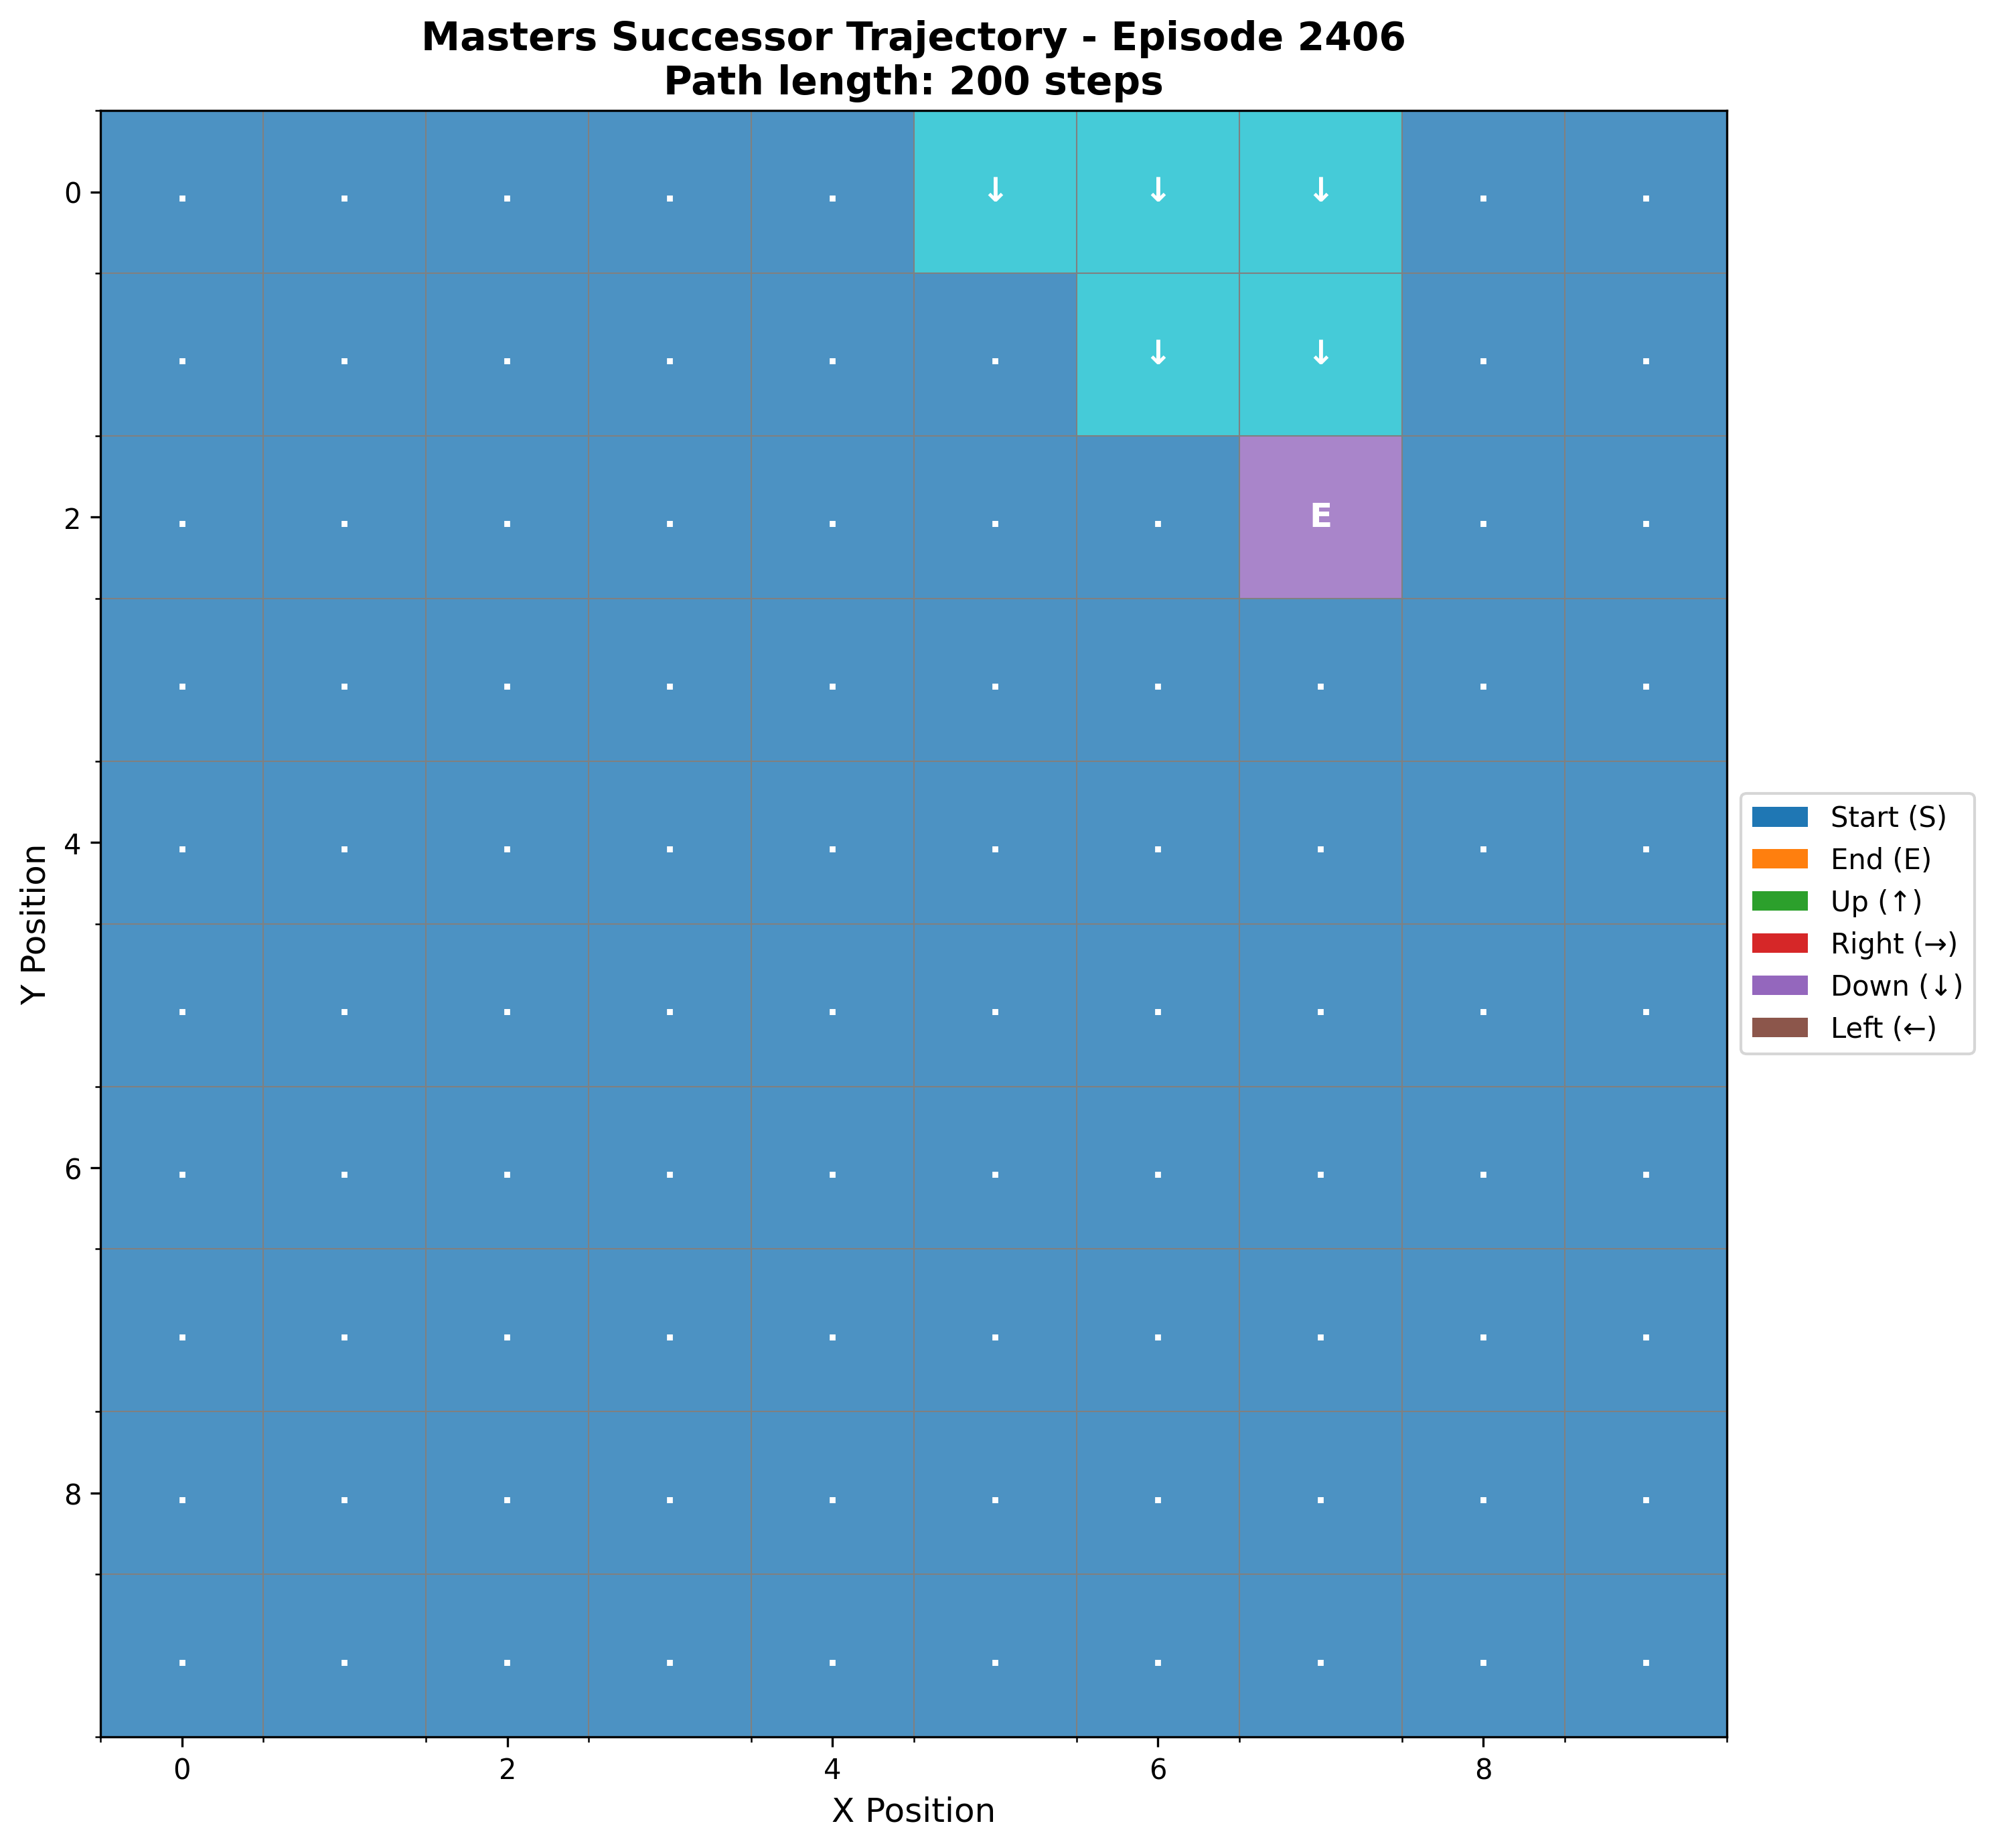 Masters Successor Trajectory - Episode 2406
Path length: 200 steps
0 . . . . . ↓ ↓ ↓ . .
. . . . . . ↓ ↓ . .
2 . . . . . . . E . .
. . . . . . . . . .
4 . . . . . . . . . .
. . . . . . . . . .
6 . . . . . . . . . .
. . . . . . . . . .
8 . . . . . . . . . .
. . . . . . . . . .
0 2 4 6 8
X Position
Y Position
Start (S)
End (E)
Up (↑)
Right (→)
Down (↓)
Left (←)